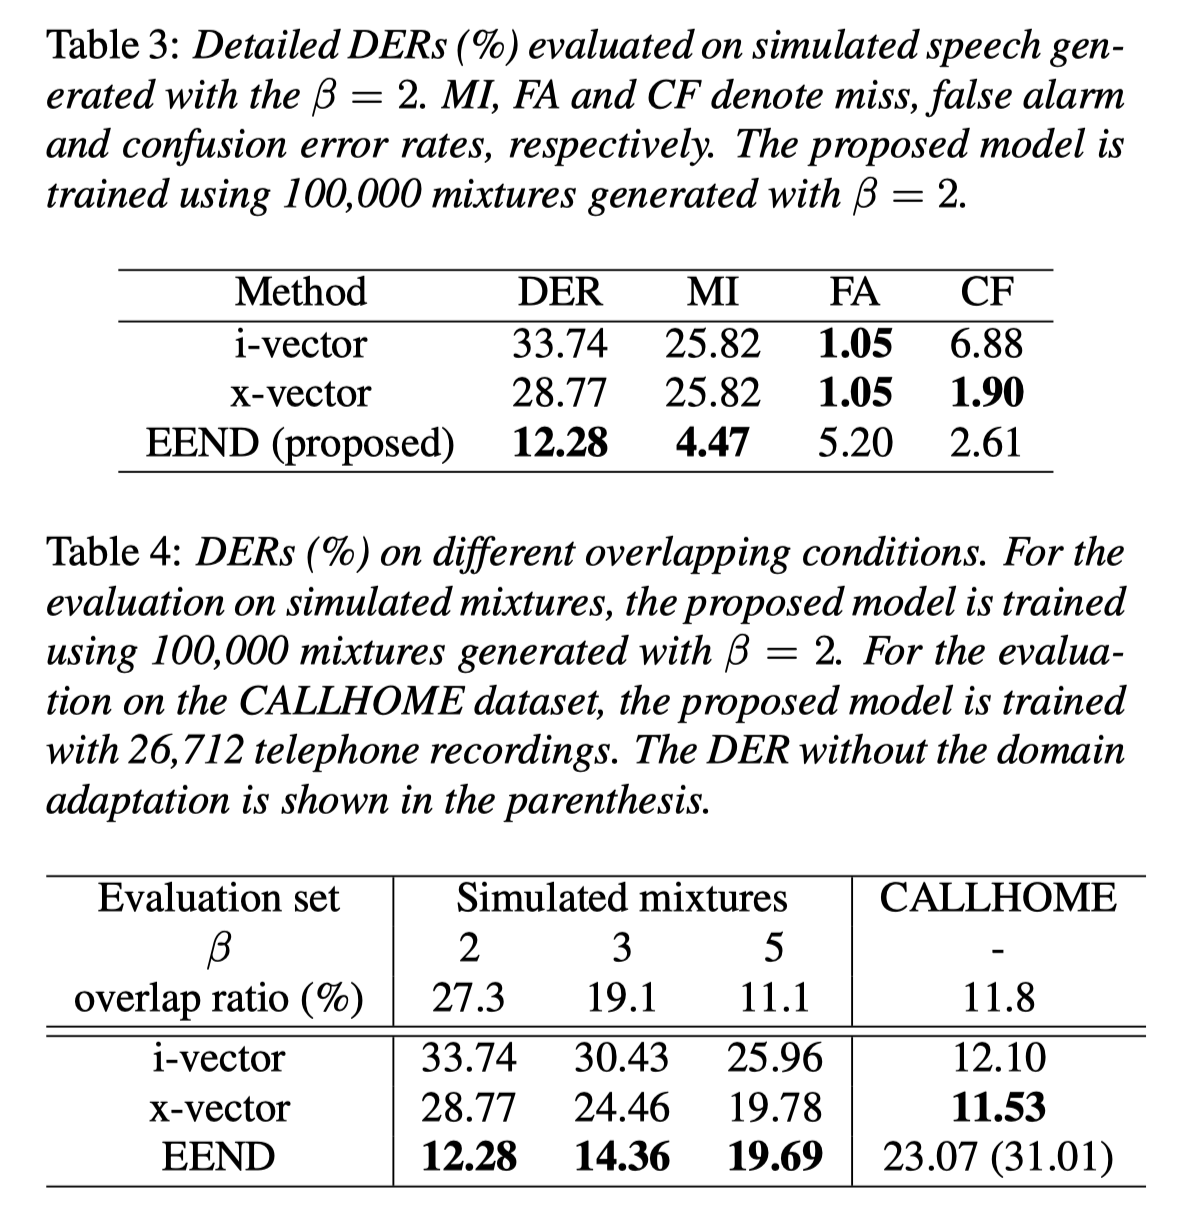 Table 3: Detailed DERs (%) evaluated on simulated speech gen-
erated with the β = 2. MI, FA and CF denote miss, false alarm
and confusion error rates, respectively. The proposed model is
trained using 100,000 mixtures generated with β = 2.
Method DER MI FA CF
i-vector 33.74 25.82 1.05 6.88
x-vector 28.77 25.82 1.05 1.90
EEND (proposed) 12.28 4.47 5.20 2.61
Table 4: DERs (%) on different overlapping conditions. For the
evaluation on simulated mixtures, the proposed model is trained
using 100,000 mixtures generated with β = 2. For the evalua-
tion on the CALLHOME dataset, the proposed model is trained
with 26,712 telephone recordings. The DER without the domain
adaptation is shown in the parenthesis.
Evaluation set Simulated mixtures CALLHOME
β 2 3 5 -
overlap ratio (%) 27.3 19.1 11.1 11.8
i-vector 33.74 30.43 25.96 12.10
x-vector 28.77 24.46 19.78 11.53
EEND 12.28 14.36 19.69 23.07 (31.01)